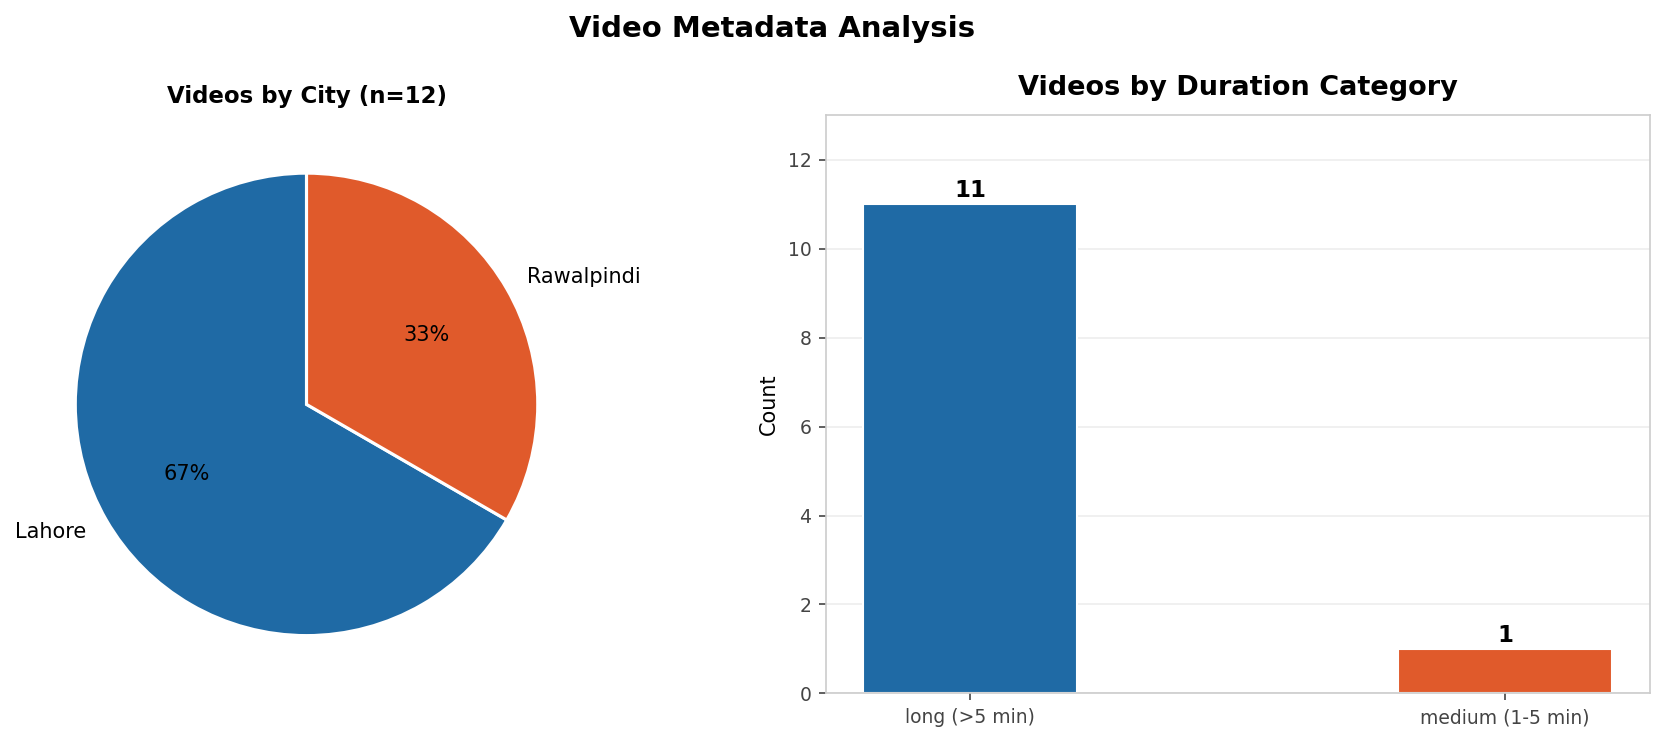 Video Metadata Analysis
Videos by City (n=12)
Rawalpindi
33%
67%
Lahore
Videos by Duration Category
Count
12
10
8
6
4
2
0
11
1
long (>5 min)
medium (1-5 min)